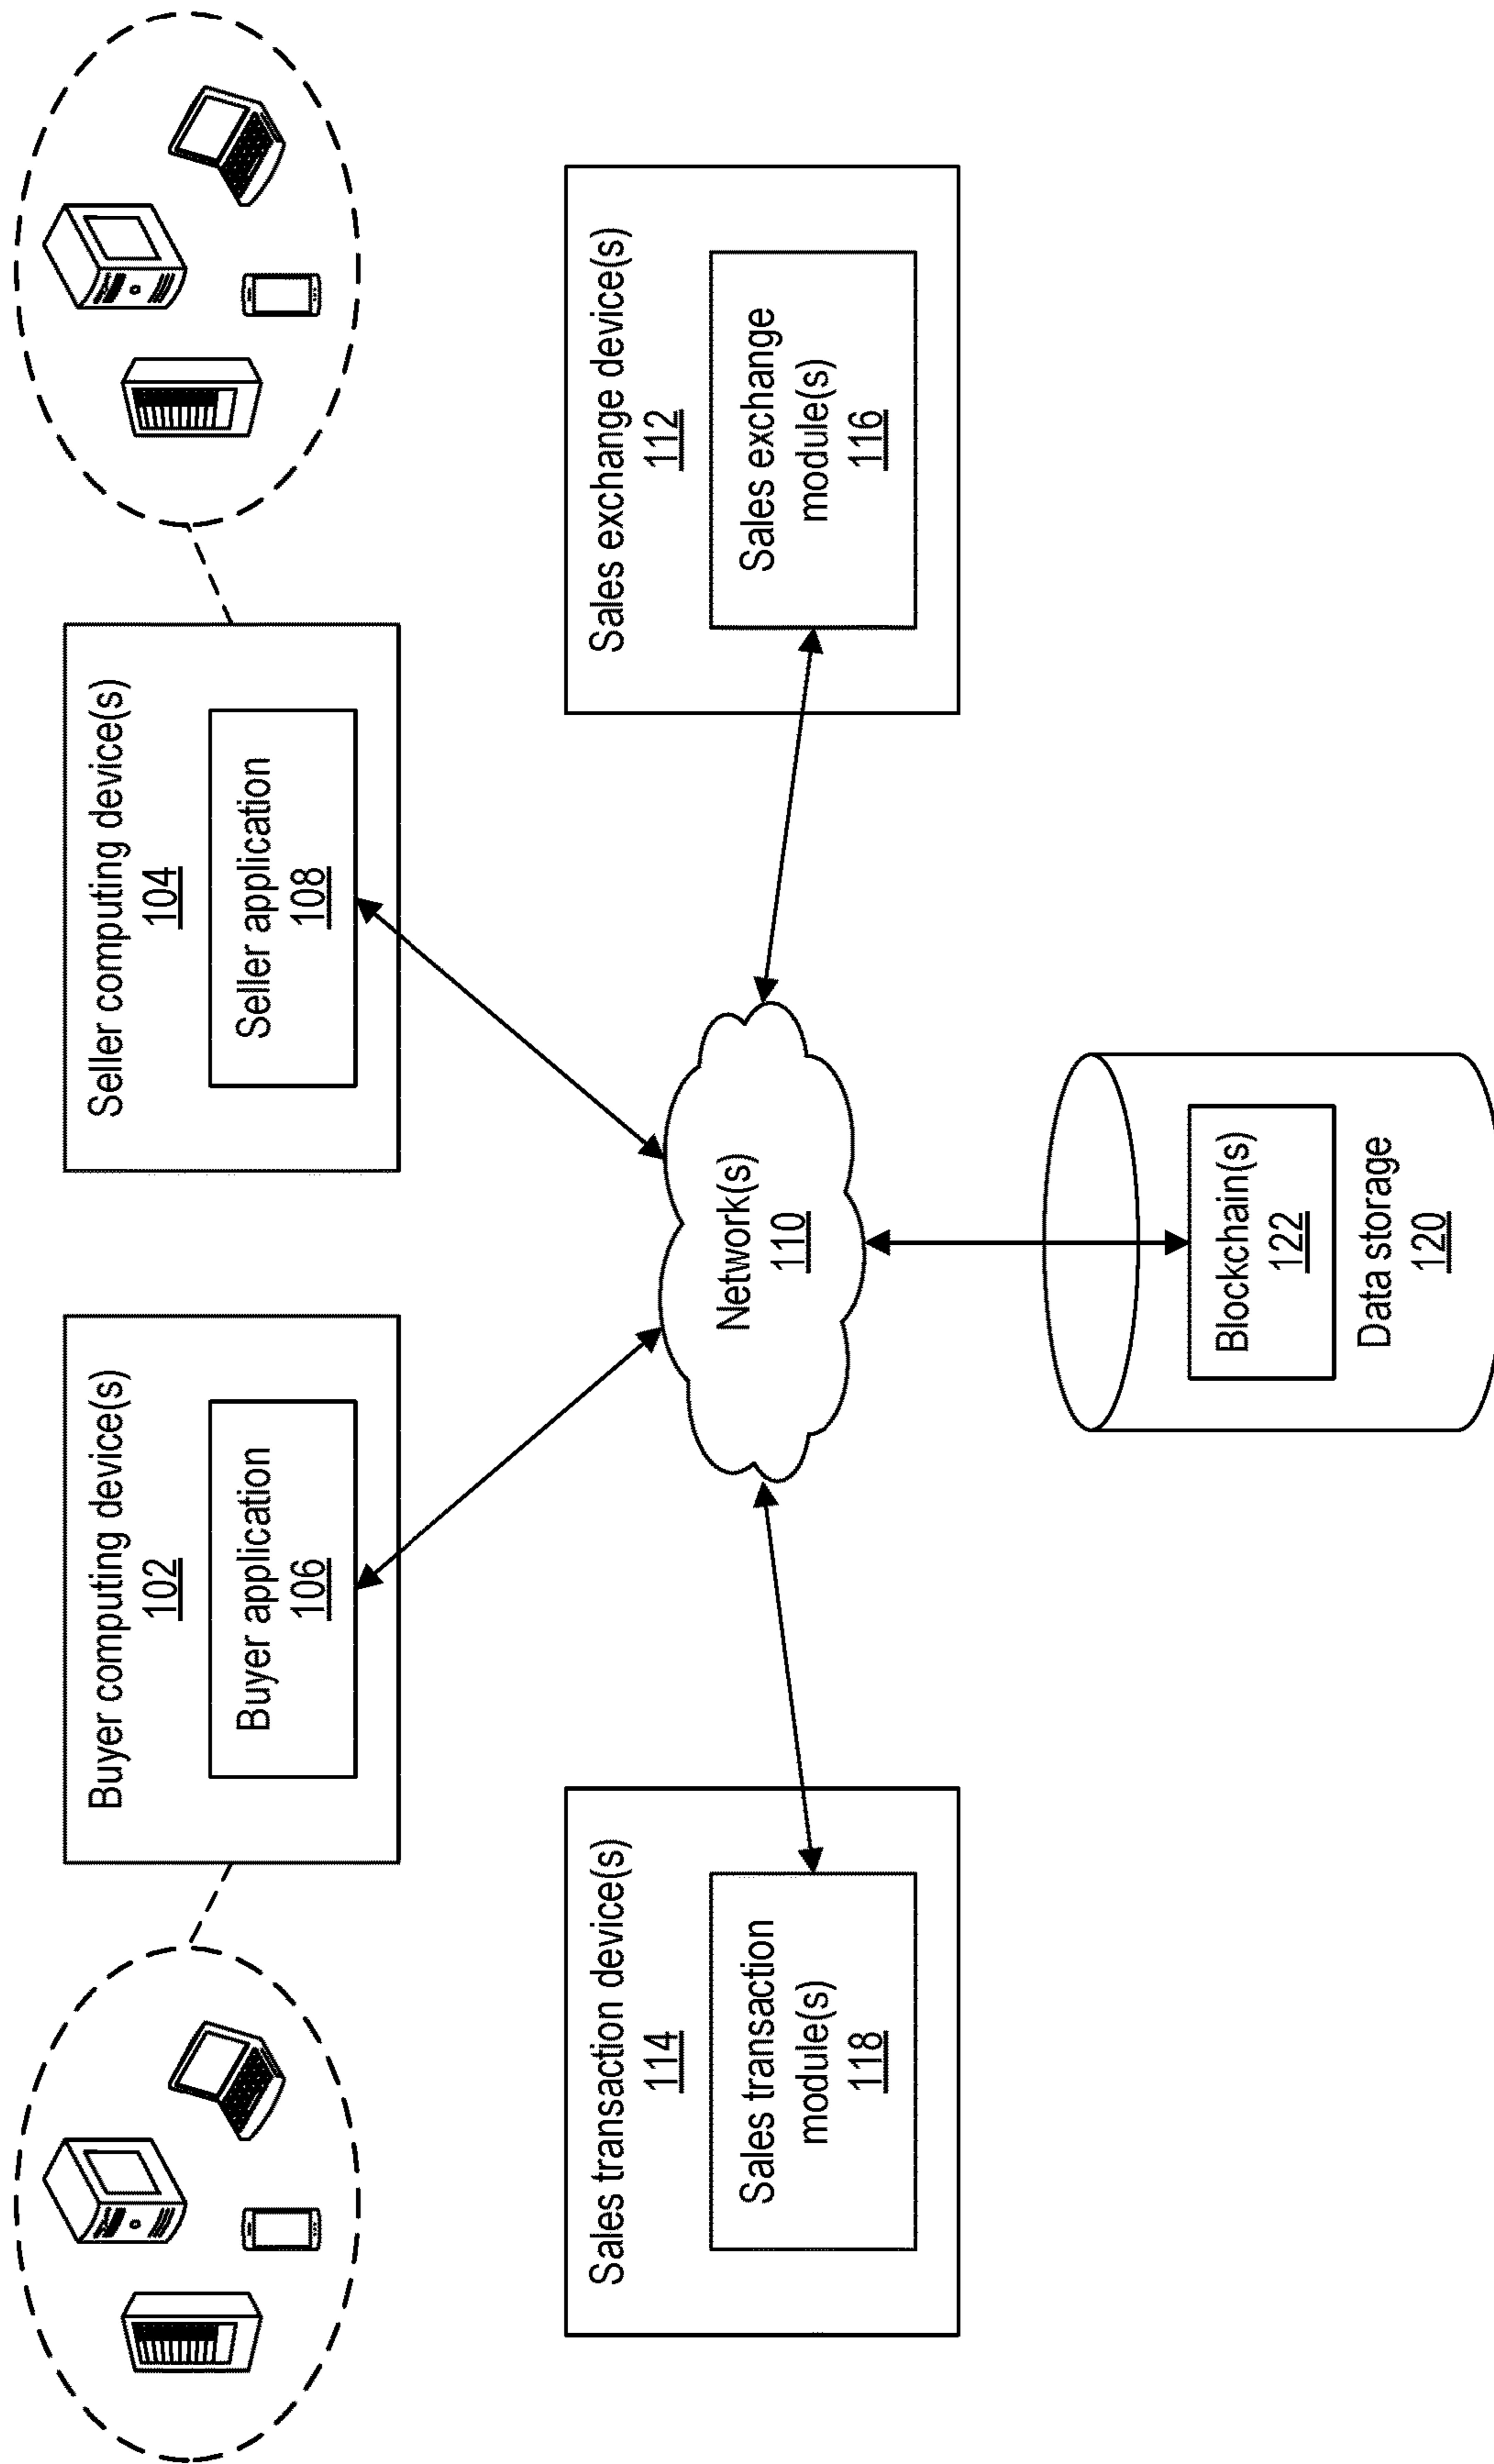 Buyer computing device(s)
102
Buyer application
106
Seller computing device(s)
104
Seller application
108
Sales transaction device(s)
114
Sales transaction
module(s)
118
Network(s)
110
Sales exchange device(s)
112
Sales exchange
module(s)
116
Blockchain(s)
122
Data storage
120